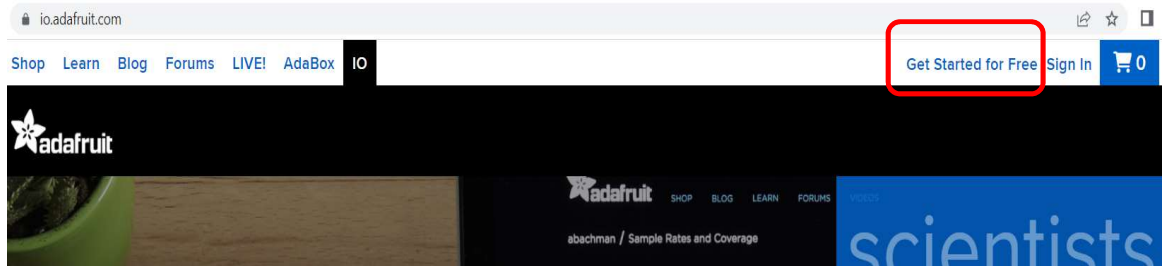 io.adafruit.com
Shop Learn Blog Forums LIVE! AdaBox IO Get Started for Free Sign In 0
adafruit
adafruit SHOP BLOG LEARN FORUMS VIDEOS
abachman / Sample Rates and Coverage
scientists